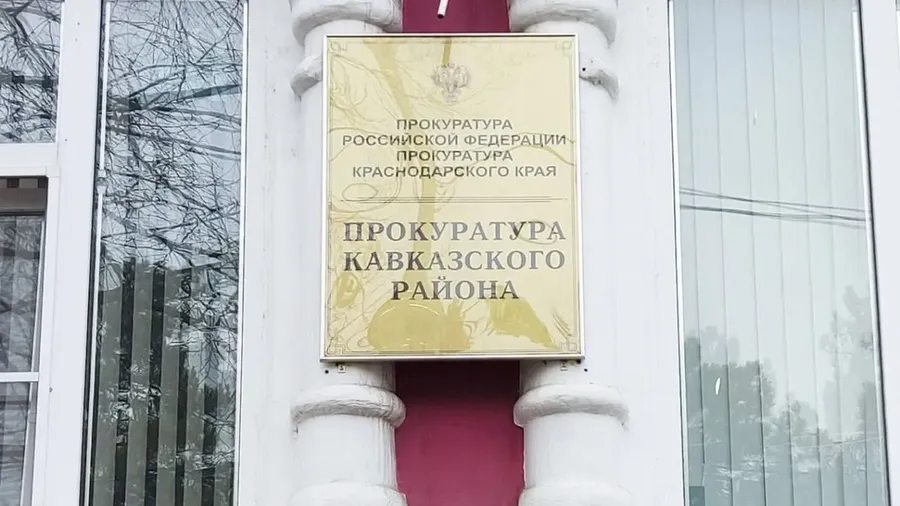 ПРОКУРАТУРА
РОССИЙСКОЙ ФЕДЕРАЦИИ
ПРОКУРАТУРА
КРАСНОДАРСКОГО КРАЯ
ПРОКУРАТУРА
КАВКАЗСКОГО
РАЙОНА